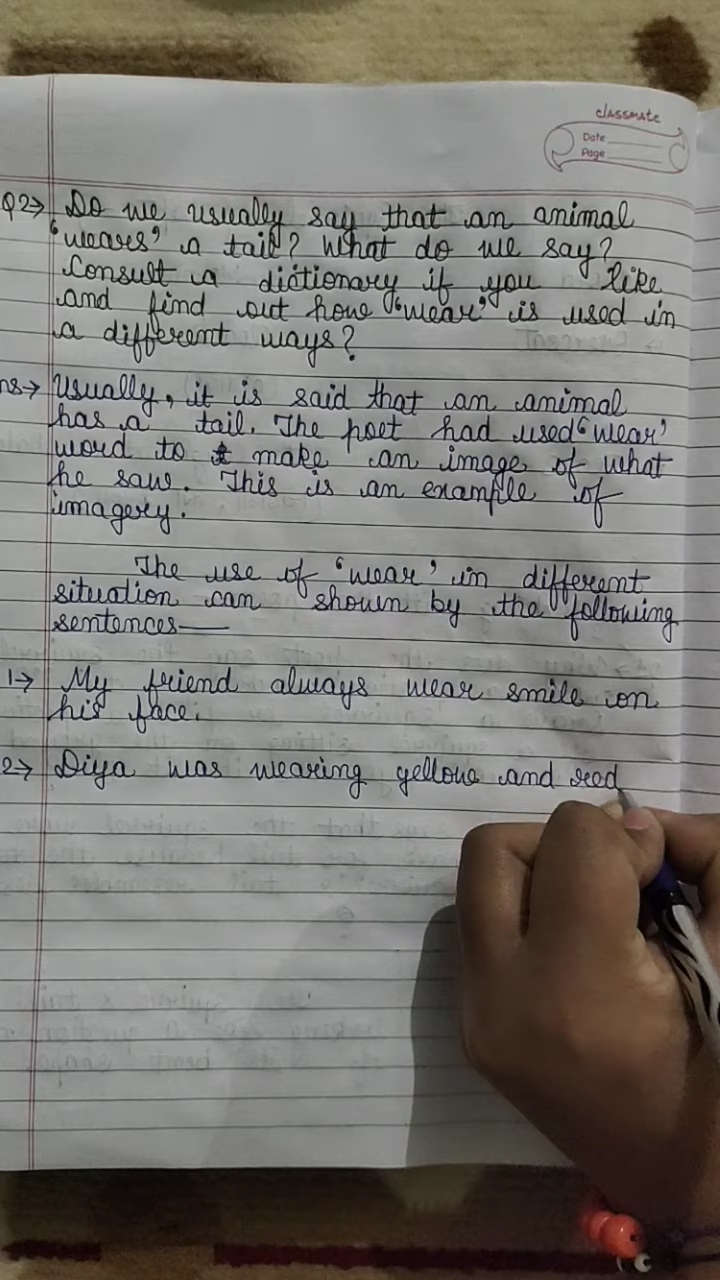 classmate
Date
Page
Q2→ Do we usually say that an animal
'wears' a tail? What do we say?
Consult a dictionary if you like
and find out how 'wear' is used in
a different ways?
ns→ Usually, it is said that an animal
has a tail. The poet had used 'wear'
word to make an image of what
he saw. This is an example of
imagery.
The use of 'wear' in different
situation can shown by the following
sentences—
1→ My friend always wear smile on
his face.
2→ Diya was wearing yellow and red